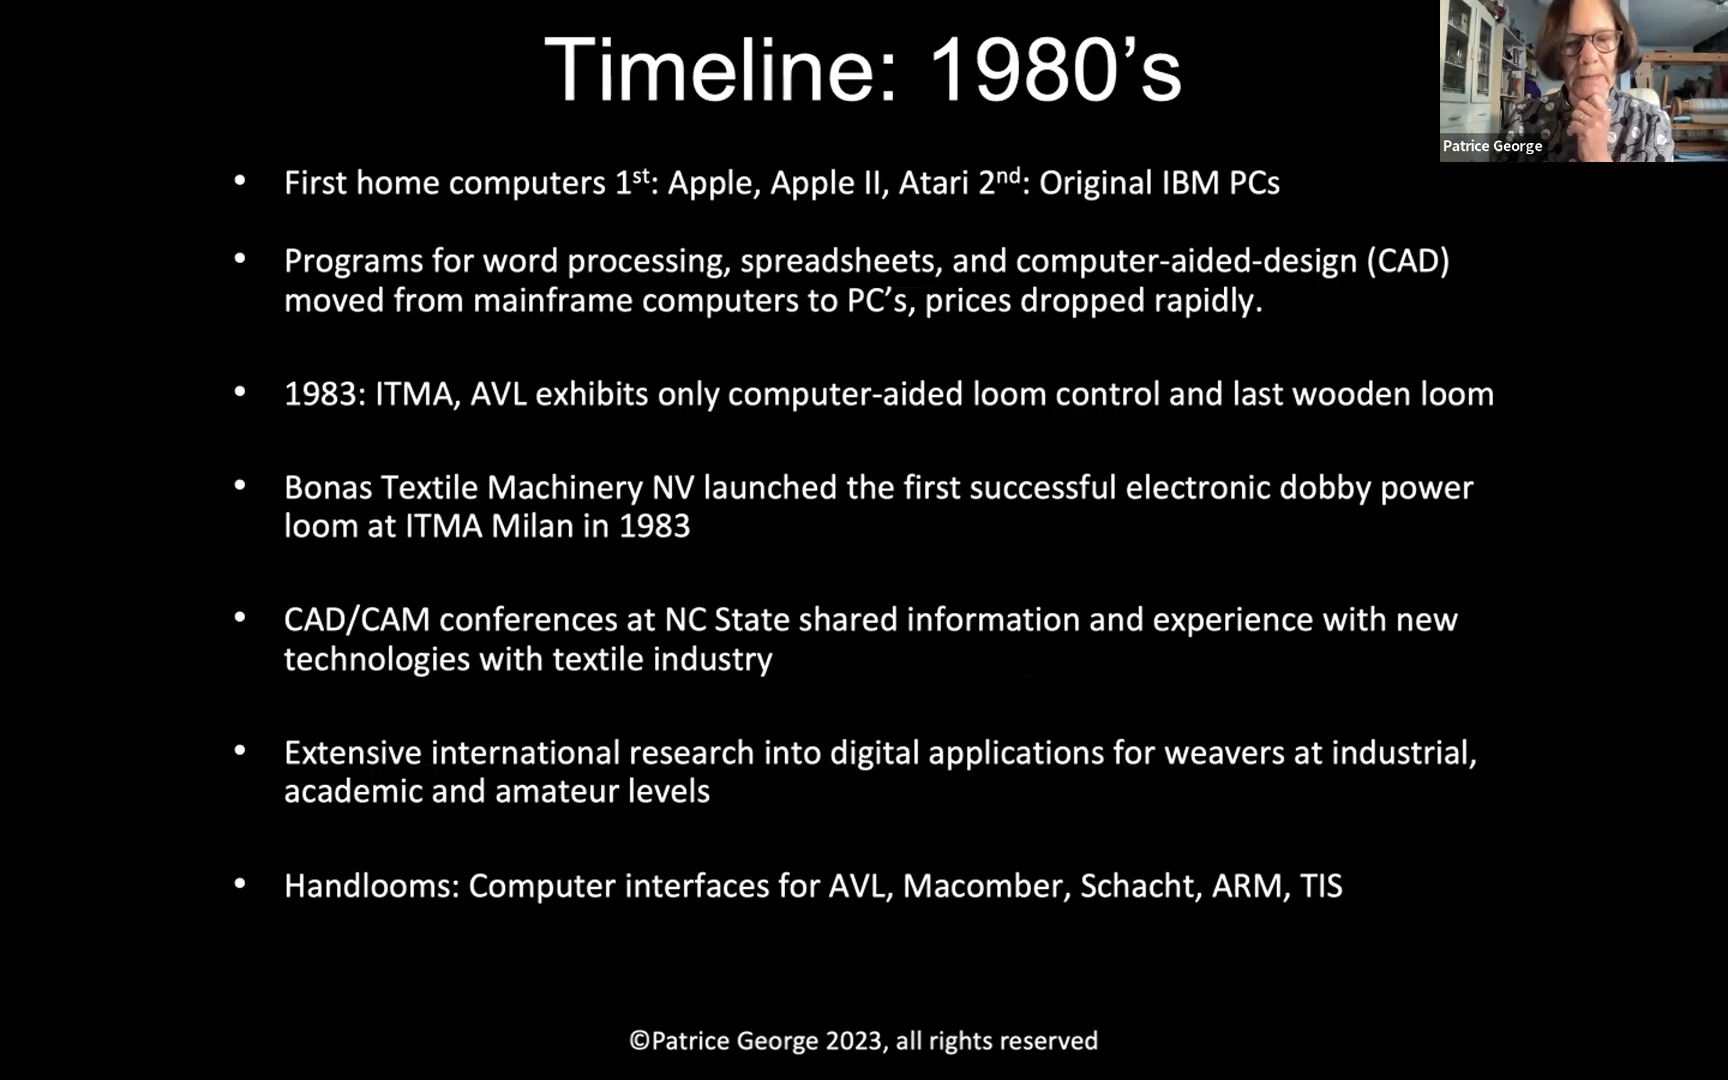 Timeline: 1980’s
Patrice George
• First home computers 1st: Apple, Apple II, Atari 2nd: Original IBM PCs
• Programs for word processing, spreadsheets, and computer-aided-design (CAD)
moved from mainframe computers to PC’s, prices dropped rapidly.
• 1983: ITMA, AVL exhibits only computer-aided loom control and last wooden loom
• Bonas Textile Machinery NV launched the first successful electronic dobby power
loom at ITMA Milan in 1983
• CAD/CAM conferences at NC State shared information and experience with new
technologies with textile industry
• Extensive international research into digital applications for weavers at industrial,
academic and amateur levels
• Handlooms: Computer interfaces for AVL, Macomber, Schacht, ARM, TIS
©Patrice George 2023, all rights reserved